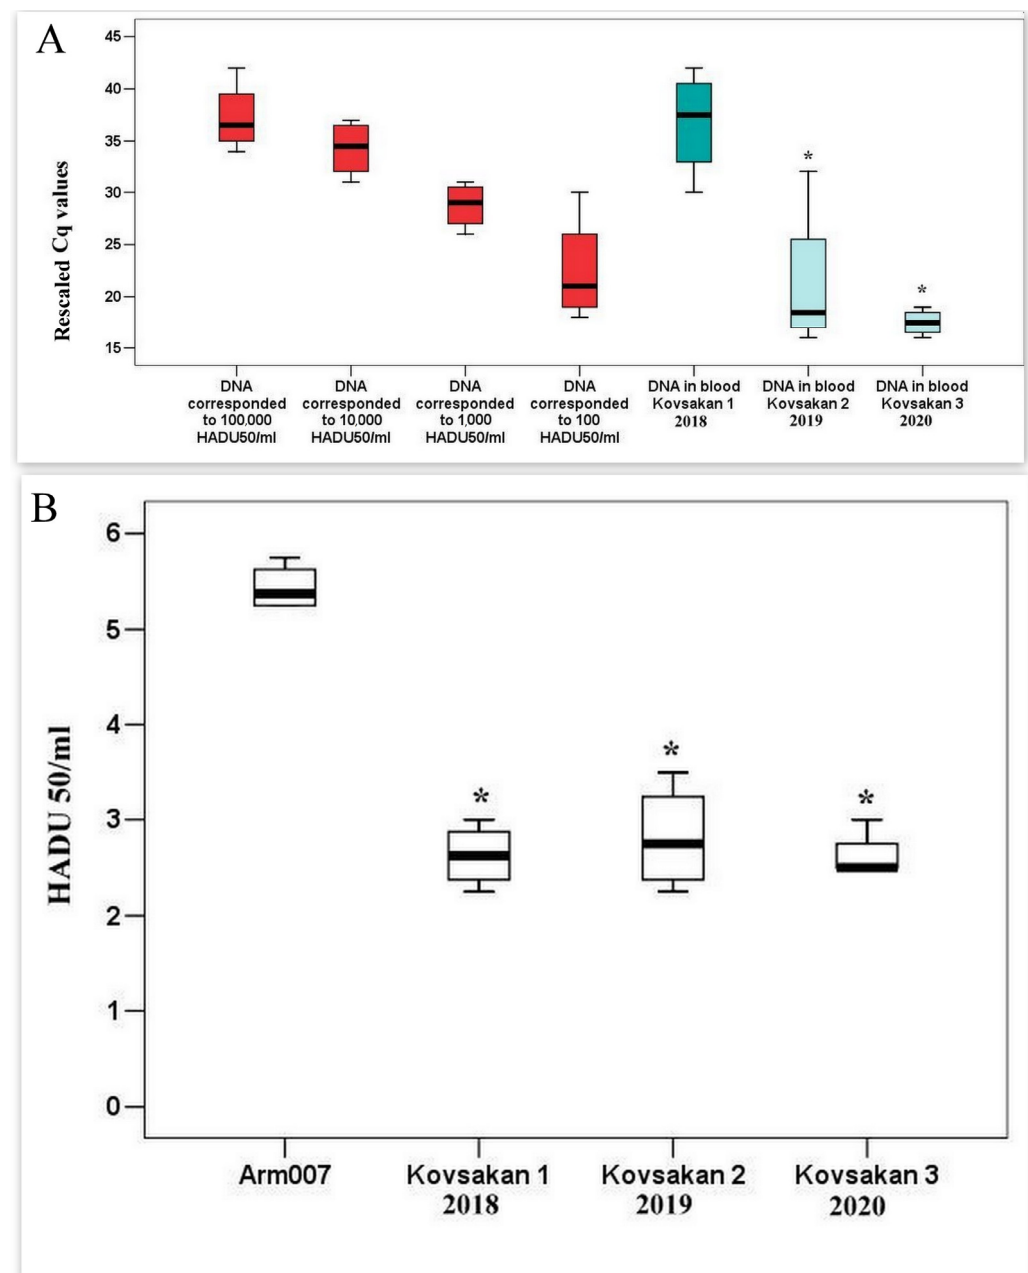 A
45
40
35
30
25
20
15
Rescaled Cq values
*
*
DNA corresponded to 100,000 HADU50/ml
DNA corresponded to 10,000 HADU50/ml
DNA corresponded to 1,000 HADU50/ml
DNA corresponded to 100 HADU50/ml
DNA in blood Kovsakan 1 2018
DNA in blood Kovsakan 2 2019
DNA in blood Kovsakan 3 2020
B
6
5
4
3
2
1
0
HADU 50/ml
*
*
*
Arm007
Kovsakan 1
2018
Kovsakan 2
2019
Kovsakan 3
2020